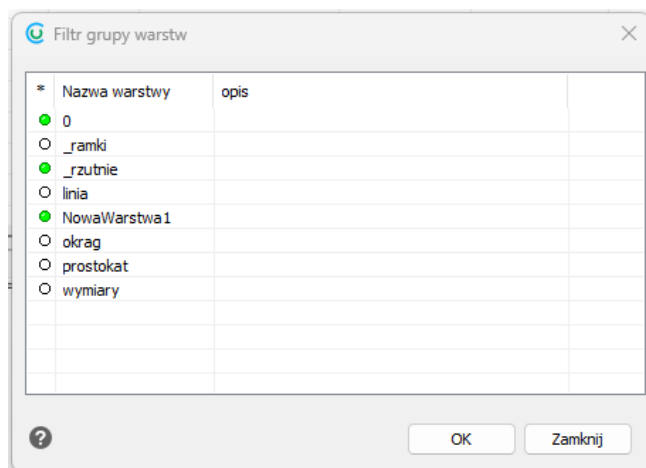 Filtr grupy warstw
* Nazwa warstwy opis
0
_ramki
_rzutnie
linia
NowaWarstwa1
okrag
prostokat
wymiary
? OK Zamknij